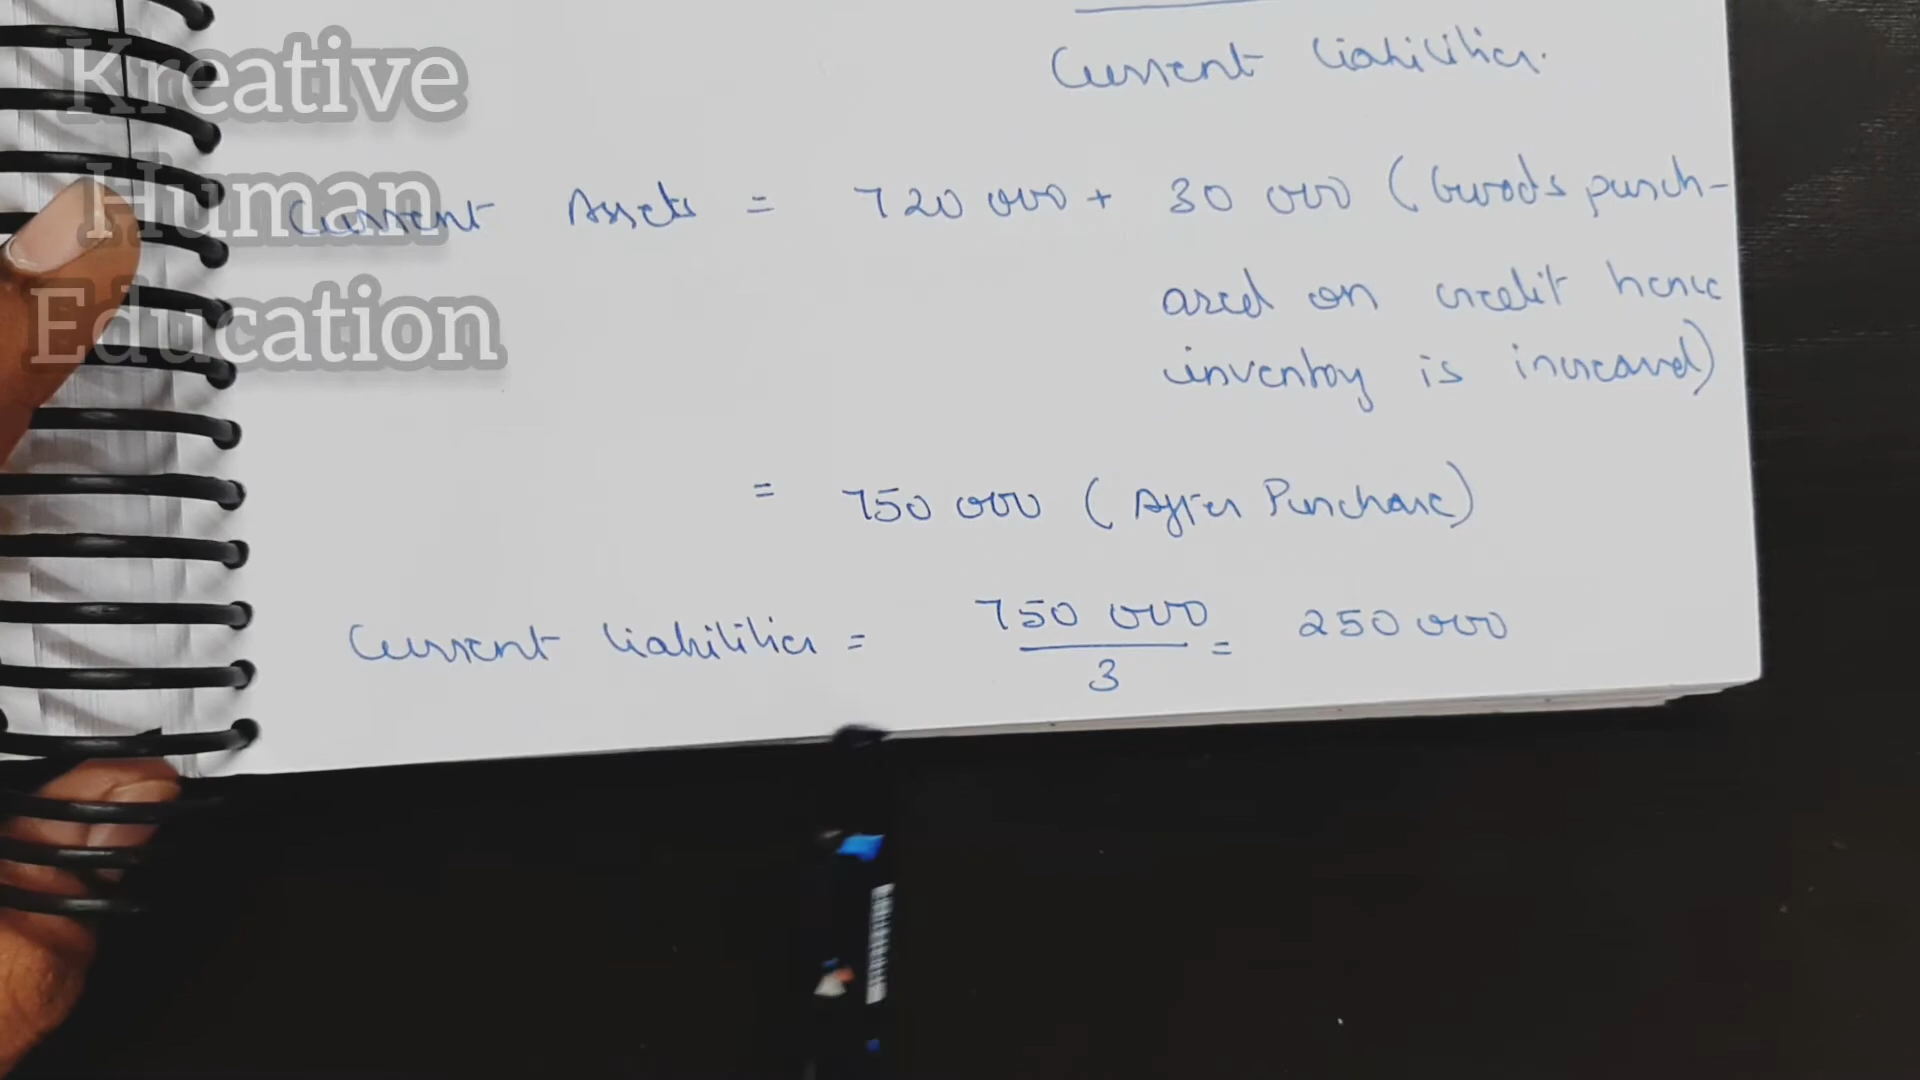 Kreative
Human
Education
Current liabilities.
Current Assets = 720 000 + 30 000 (Goods purch-
ased on credit hence
inventory is increased)
= 750 000 (After Purchase)
Current liabilities = 750 000 / 3 = 250 000